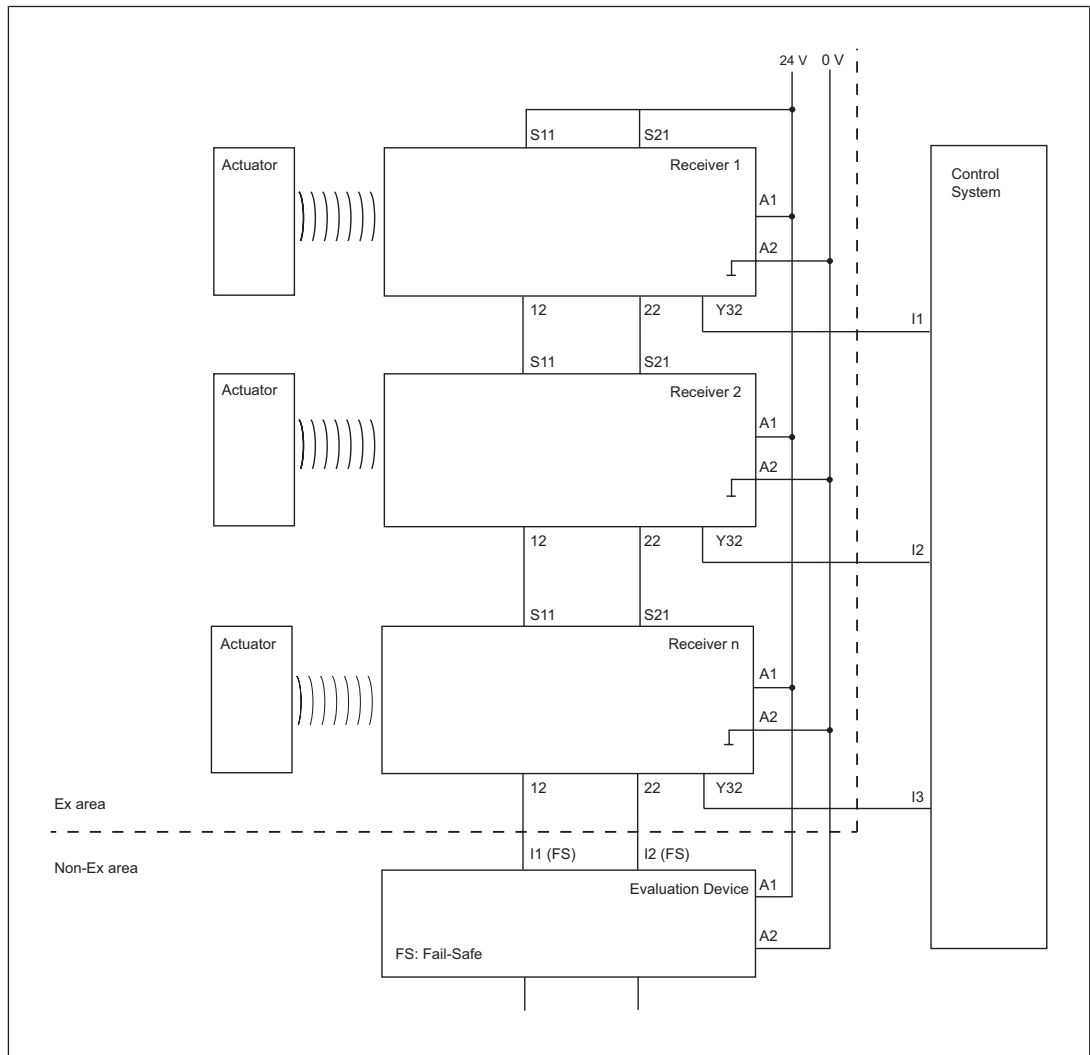 24 V 0 V
S11 S21
Actuator Receiver 1
Control
System
A1
A2
12 22 Y32 I1
S11 S21
Actuator Receiver 2
A1
A2
12 22 Y32 I2
S11 S21
Actuator Receiver n
A1
A2
12 22 Y32 I3
Ex area
Non-Ex area
I1 (FS) I2 (FS)
Evaluation Device A1
A2
FS: Fail-Safe